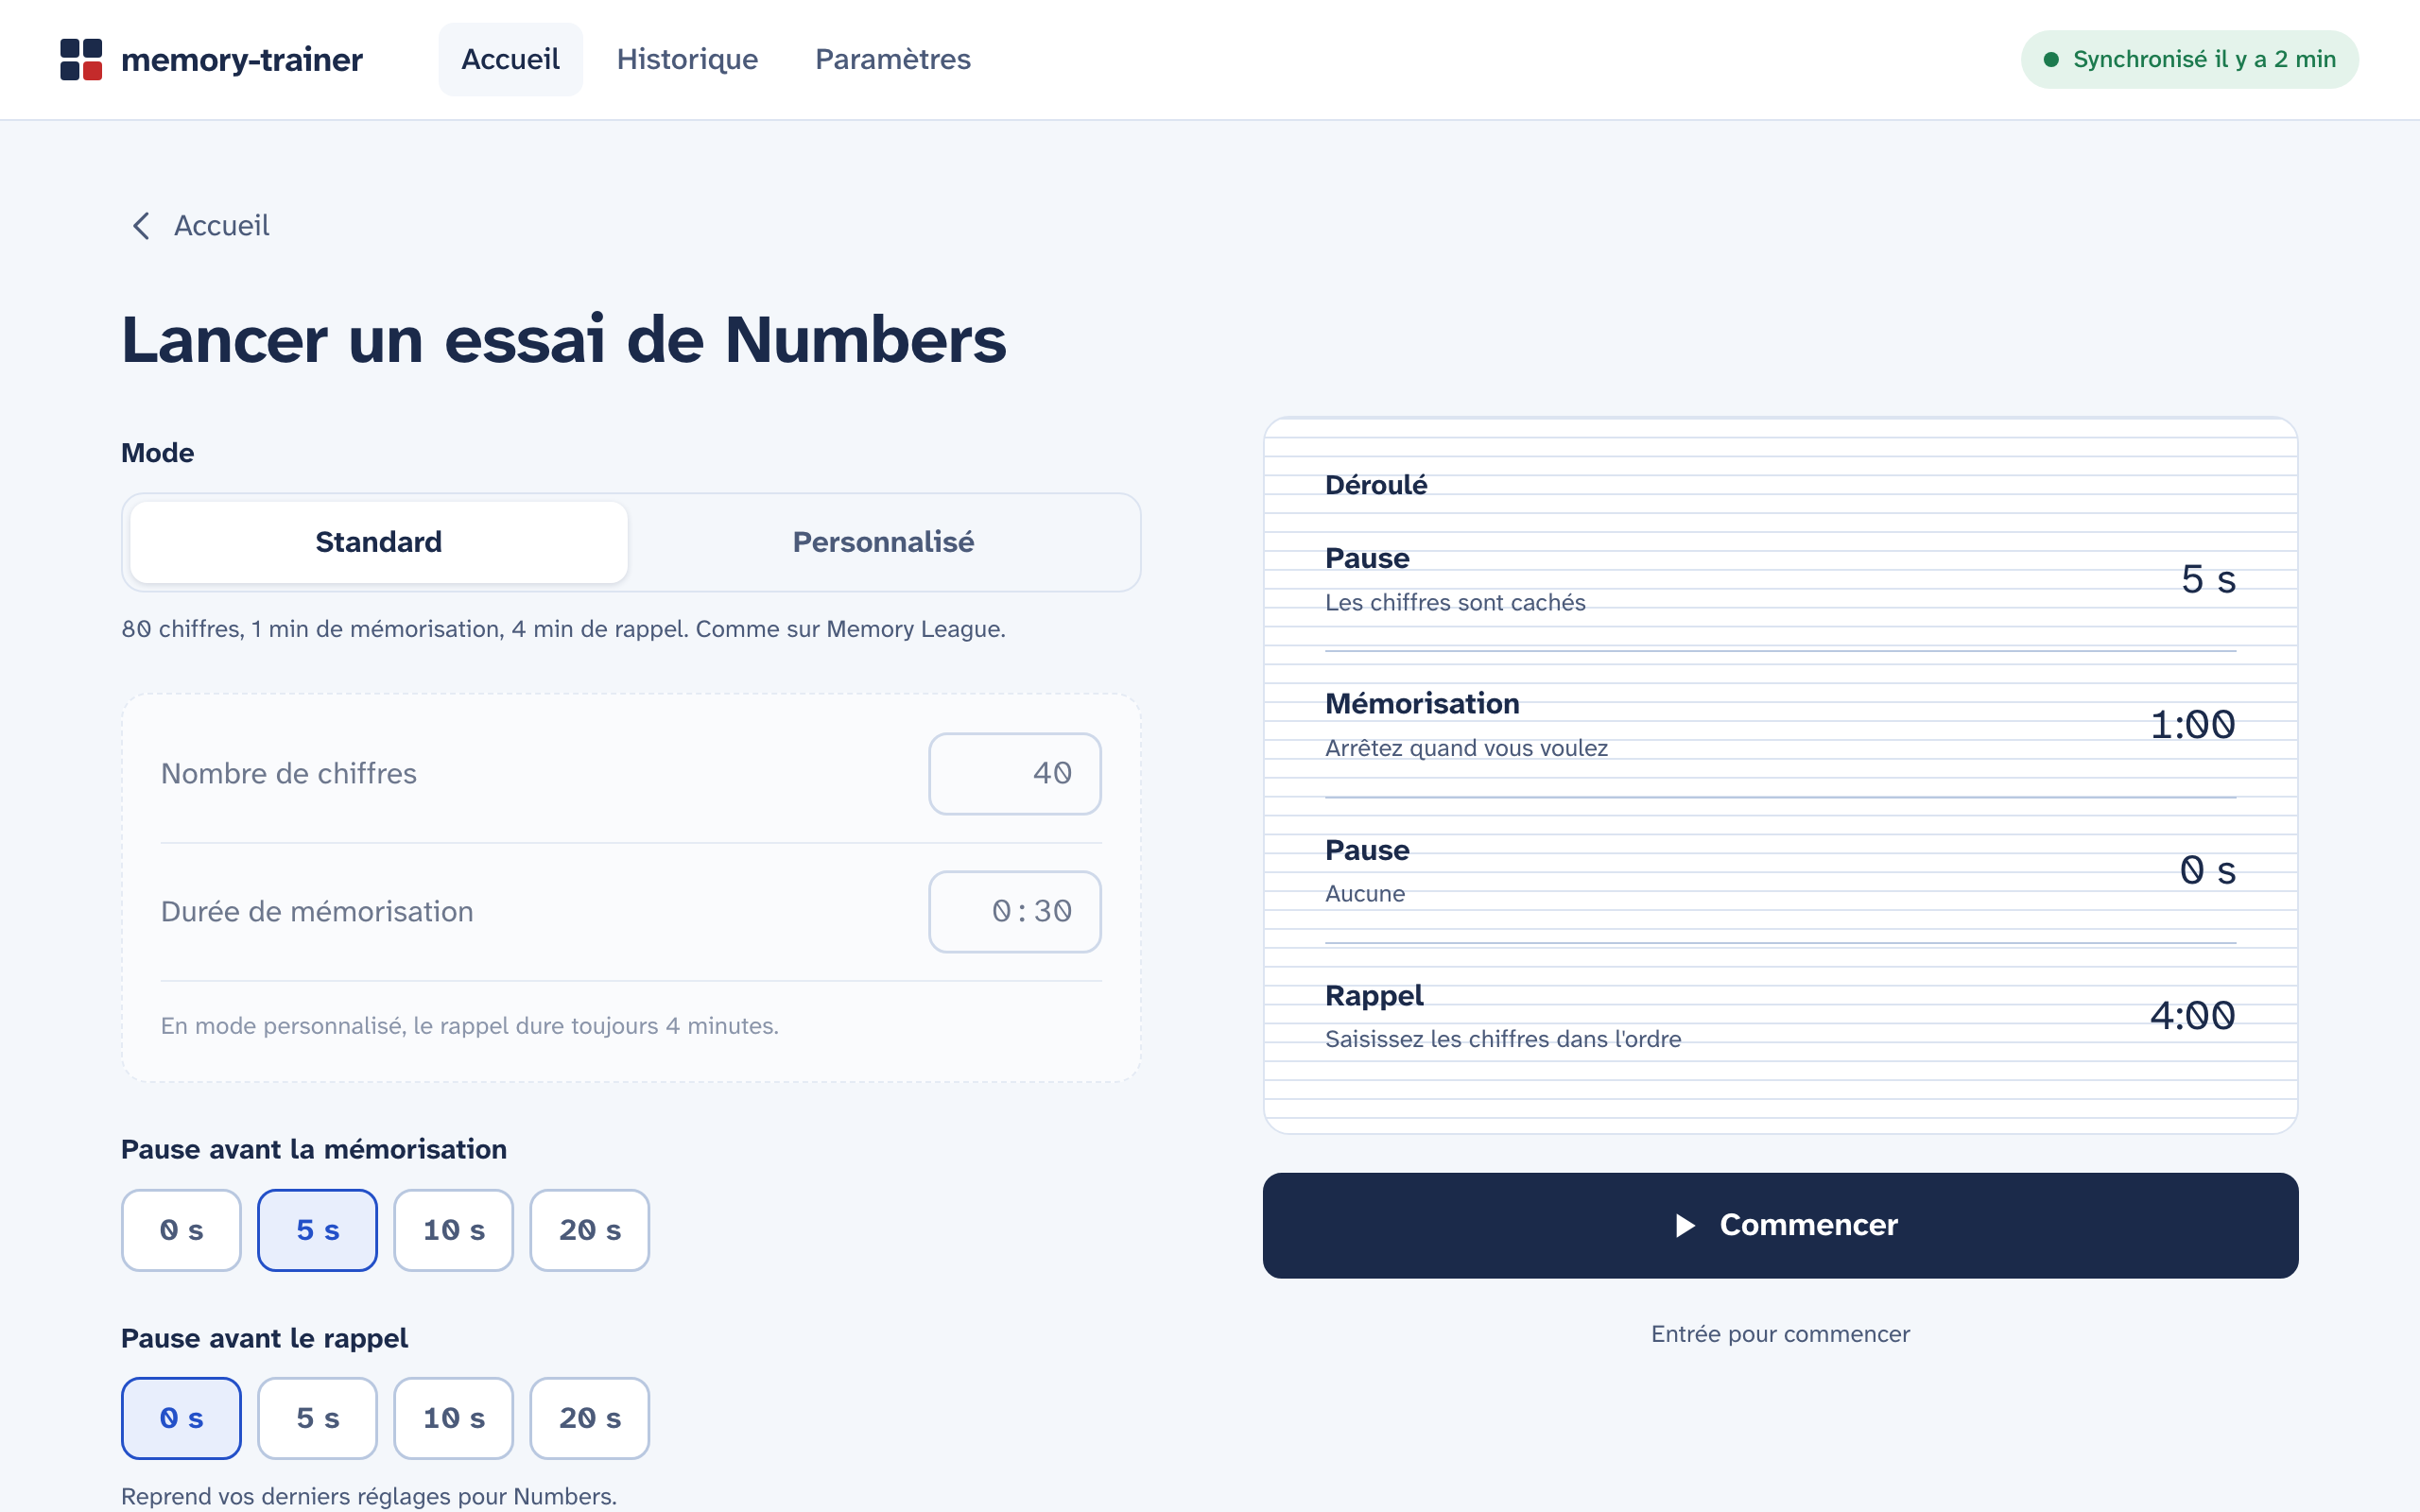 memory-trainer
Accueil
Historique
Paramètres
Synchronisé il y a 2 min
Accueil
Lancer un essai de Numbers
Mode
Standard
Personnalisé
80 chiffres, 1 min de mémorisation, 4 min de rappel. Comme sur Memory League.
Nombre de chiffres
40
Durée de mémorisation
0:30
En mode personnalisé, le rappel dure toujours 4 minutes.
Pause avant la mémorisation
0 s
5 s
10 s
20 s
Pause avant le rappel
0 s
5 s
10 s
20 s
Reprend vos derniers réglages pour Numbers.
Déroulé
Pause
Les chiffres sont cachés
5 s
Mémorisation
Arrêtez quand vous voulez
1:00
Pause
Aucune
0 s
Rappel
Saisissez les chiffres dans l'ordre
4:00
Commencer
Entrée pour commencer